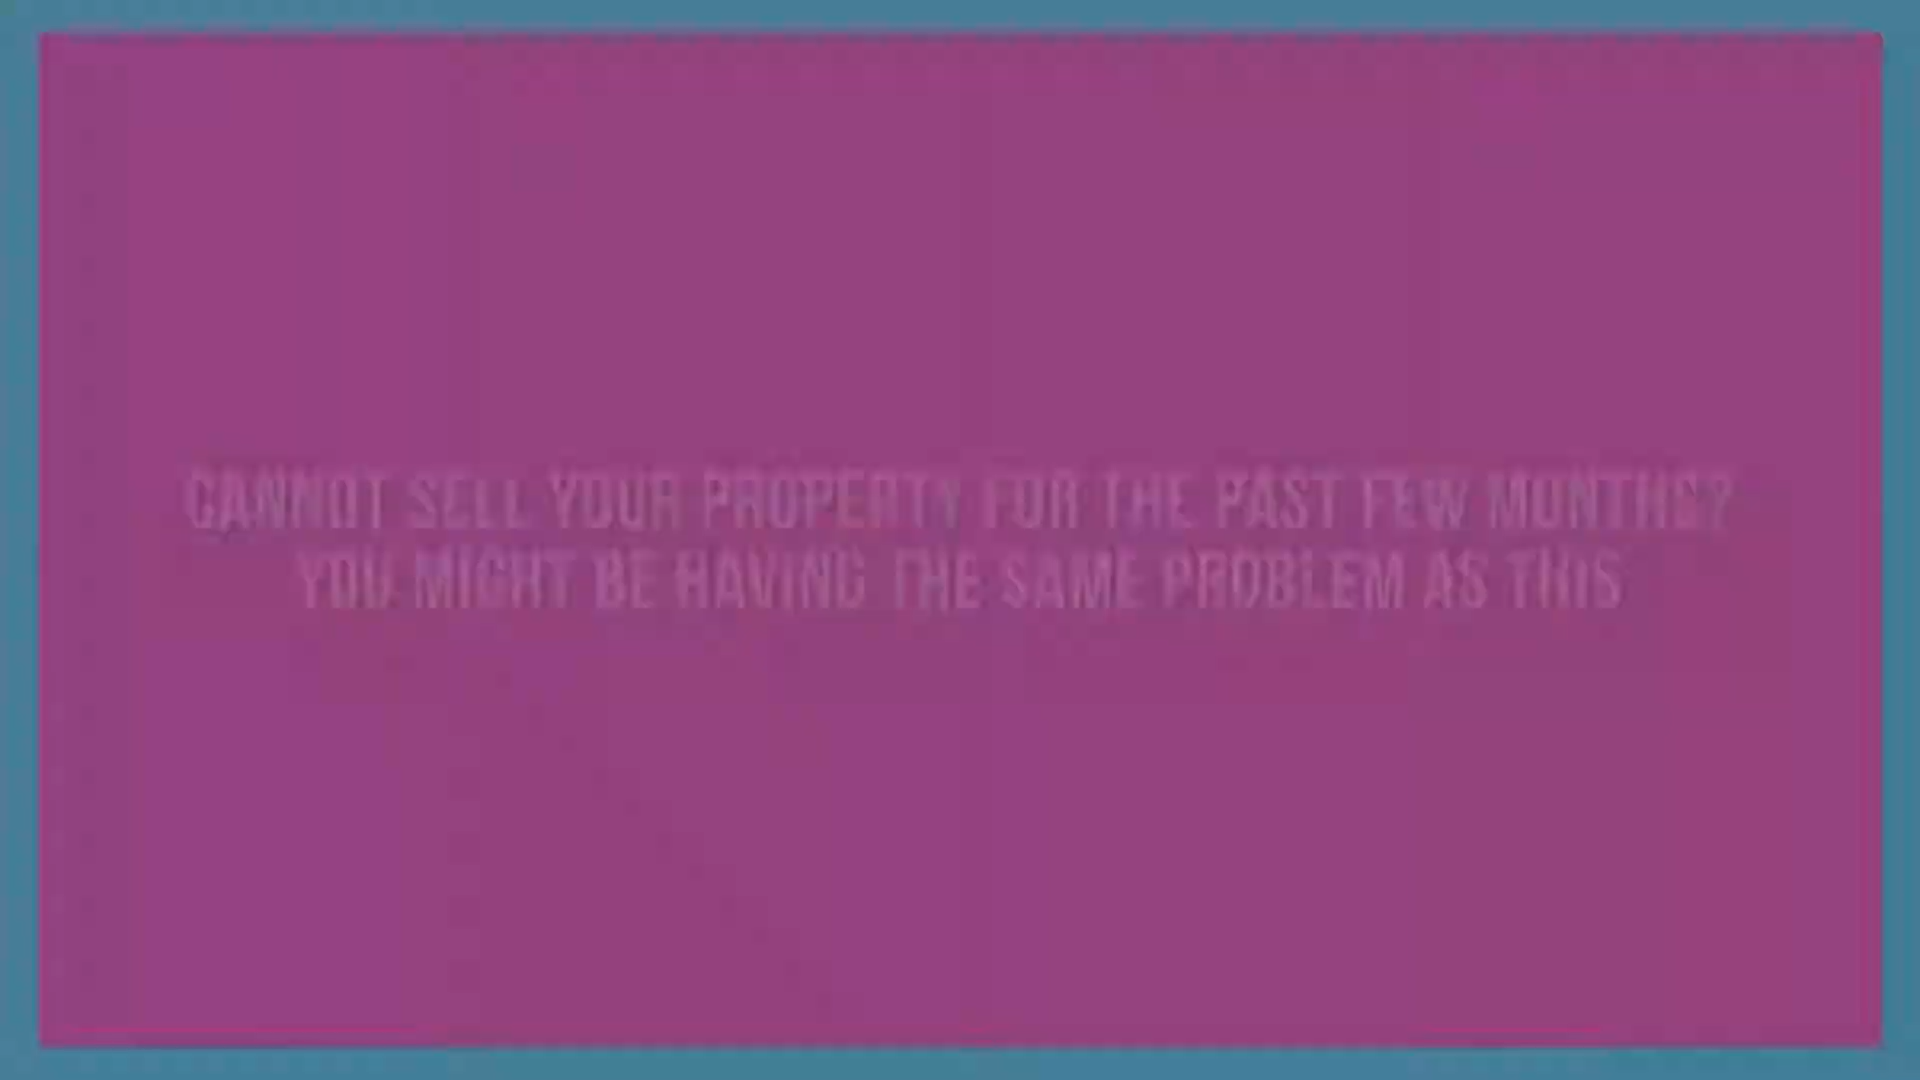 CANNOT SELL YOUR PROPERTY FOR THE PAST FEW MONTHS?
YOU MIGHT BE HAVING THE SAME PROBLEM AS THIS